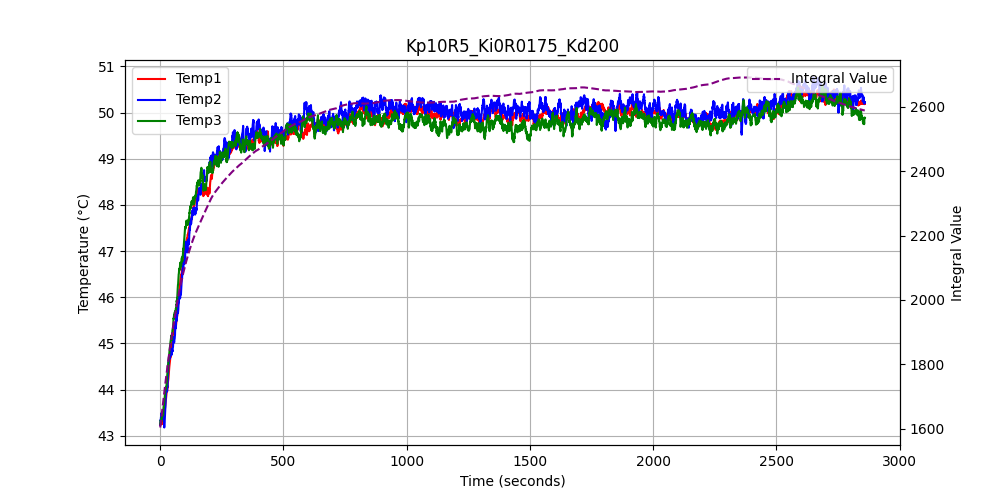 Kp10R5_Ki0R0175_Kd200
Temp1
Temp2
Temp3
Integral Value
51
50
49
48
47
46
45
44
43
Temperature (°C)
2600
2400
2200
2000
1800
1600
Integral Value
0
500
1000
1500
2000
2500
3000
Time (seconds)